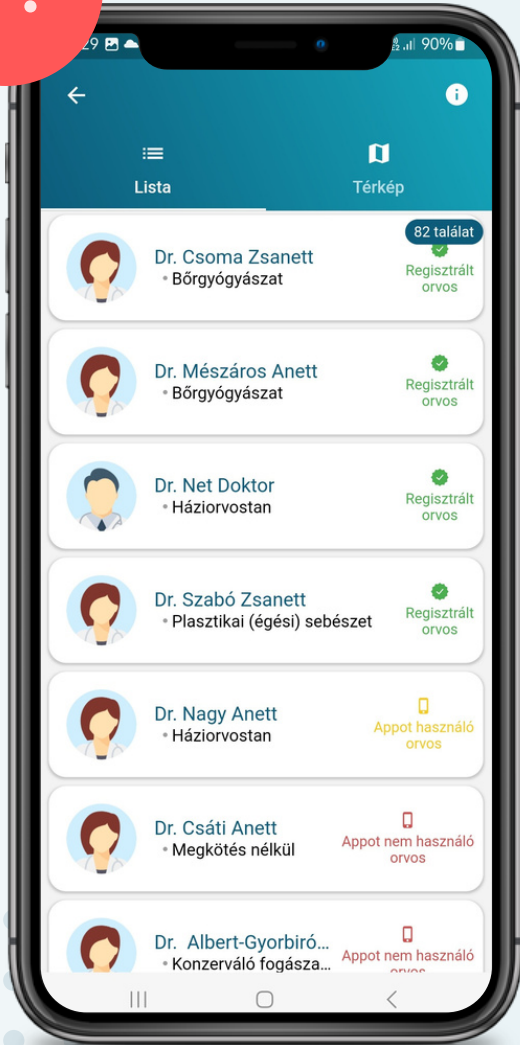 :29
90%
Lista
Térkép
82 találat
Dr. Csoma Zsanett
• Bőrgyógyászat
Regisztrált
orvos
Dr. Mészáros Anett
• Bőrgyógyászat
Regisztrált
orvos
Dr. Net Doktor
• Háziorvostan
Regisztrált
orvos
Dr. Szabó Zsanett
• Plasztikai (égési) sebészet
Regisztrált
orvos
Dr. Nagy Anett
• Háziorvostan
Appot használó
orvos
Dr. Csáti Anett
• Megkötés nélkül
Appot nem használó
orvos
Dr. Albert-Gyorbiró...
• Konzerváló fogásza...
Appot nem használó
orvos